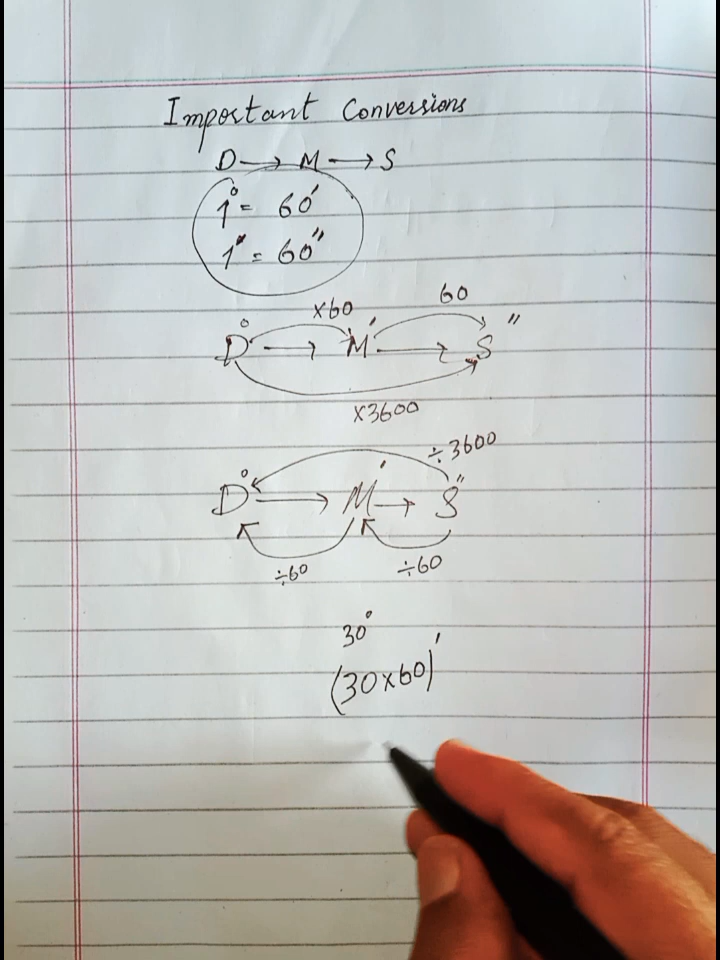 Important Conversions
D → M → S
1° = 60′
1′ = 60″
×60 60
D° → M′ → S″
×3600
÷3600
D° → M′ → S″
÷60 ÷60
30°
(30×60)′